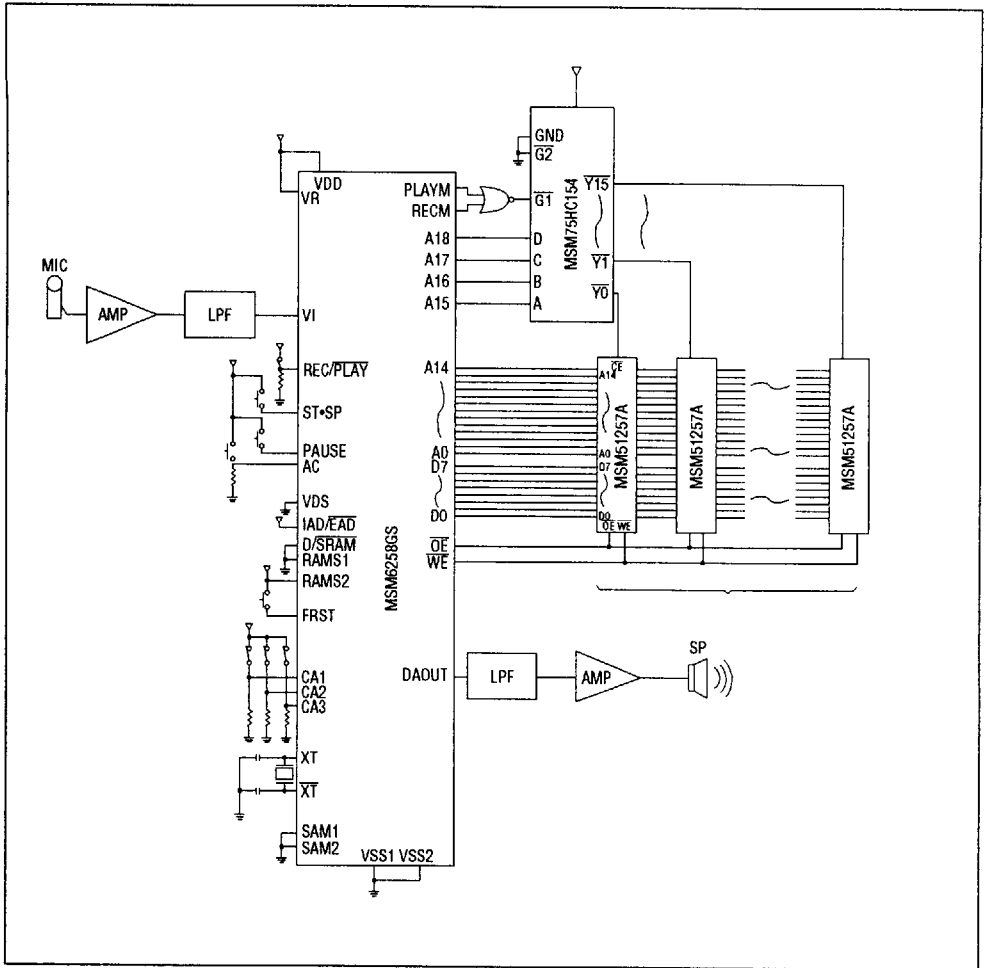 GND
G2
VDD
VR
PLAYM
RECM
G1
Y15
MSM75HC154
A18
D
A17
C
Y1
A16
B
Y0
A15
A
MIC
AMP
LPF
VI
REC/PLAY
A14
CE
A14
ST•SP
PAUSE
AC
A0
A0
D7
D7
MSM51257A
MSM51257A
MSM51257A
VDS
IAD/EAD
D0
D0
D/SRAM
OE
OE WE
RAMS1
WE
RAMS2
MSM6258GS
FRST
SP
CA1
DAOUT
LPF
AMP
CA2
CA3
XT
XT
SAM1
SAM2
VSS1 VSS2